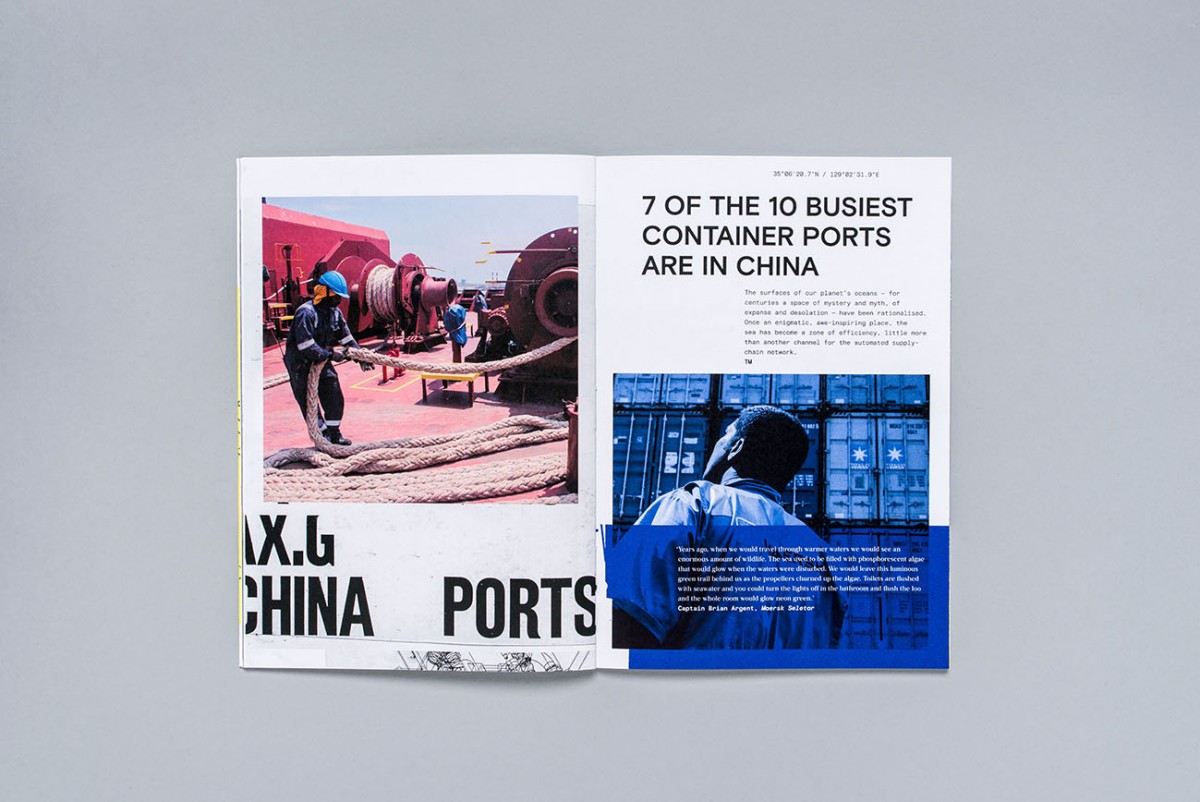 AX.G
CHINA PORTS
35°06'20.7"N / 129°02'31.9"E
7 OF THE 10 BUSIEST
CONTAINER PORTS
ARE IN CHINA
The surfaces of our planet's oceans – for
centuries a space of mystery and myth, of
expanse and desolation – have been rationalised.
Once an enigmatic, awe-inspiring place, the
sea has become a zone of efficiency, little more
than another channel for the automated supply-
chain network.
TM
'Years ago, when we would travel through warmer waters we would see an
enormous amount of wildlife. The sea used to be filled with phosphorescent algae
that would glow when the waters were disturbed. We would leave this luminous
green trail behind us as the propellers churned up the algae. Toilets are flushed
with seawater and you could turn the lights off in the bathroom and flush the loo
and the whole room would glow neon green.'
Captain Brian Argent, Maersk Seletar